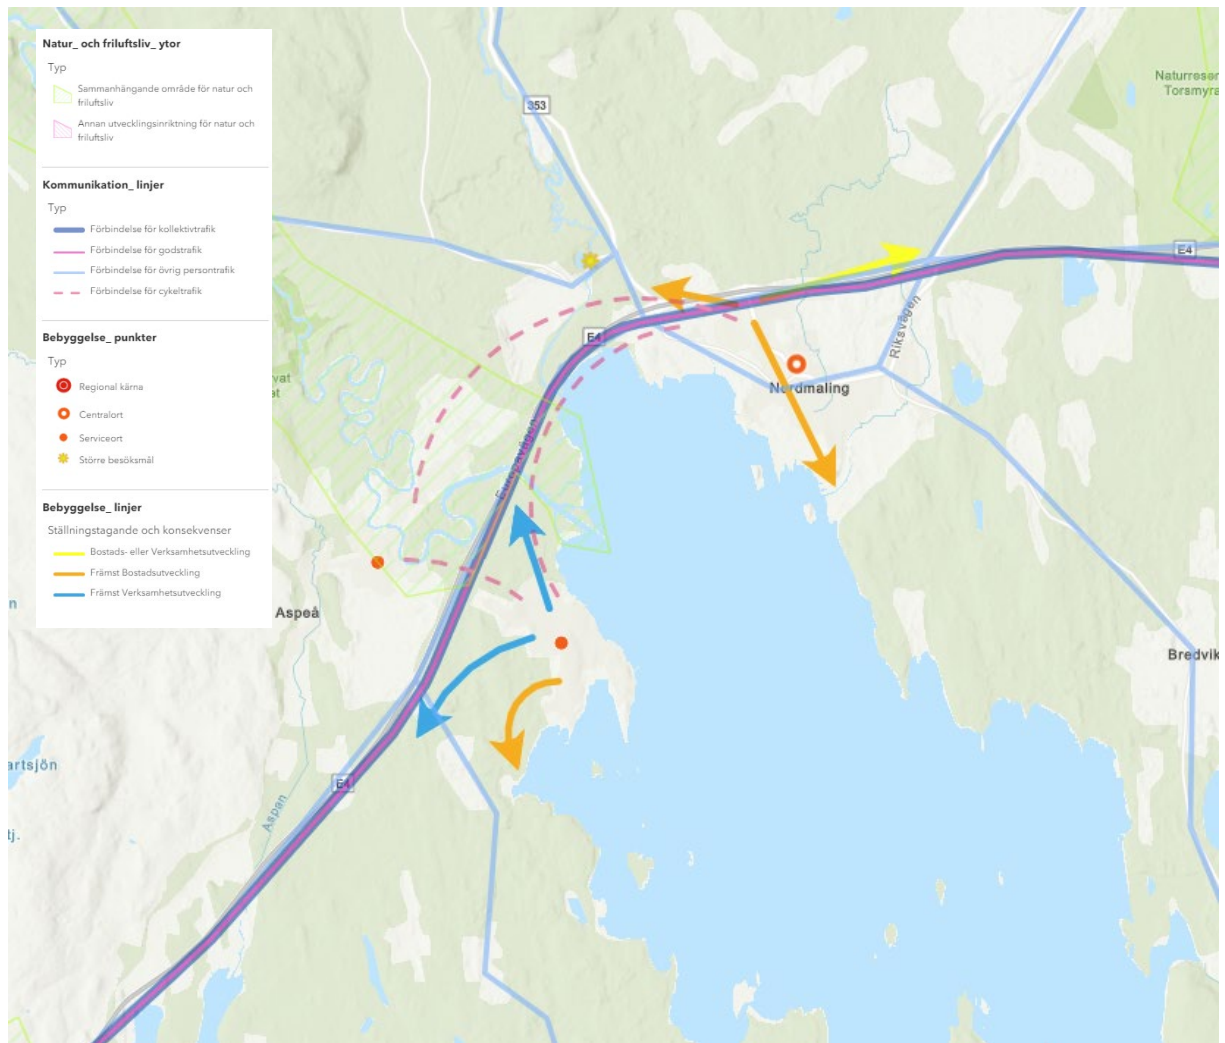 Natur_ och friluftsliv_ ytor
Typ
Sammanhängande område för natur och
friluftsliv
Annan utvecklingsinriktning för natur och
friluftsliv
Kommunikation_ linjer
Typ
Förbindelse för kollektivtrafik
Förbindelse för godstrafik
Förbindelse för övrig persontrafik
Förbindelse för cykeltrafik
Bebyggelse_ punkter
Typ
Regional kärna
Centralort
Serviceort
Större besöksmål
Bebyggelse_ linjer
Ställningstagande och konsekvenser
Bostads- eller Verksamhetsutveckling
Främst Bostadsutveckling
Främst Verksamhetsutveckling
353
Naturreser
Torsmyra
E4
Riksvägen
E4
Nordmaling
vat
et
Europavägen
n
Aspeå
Bredvik
artsjön
E4
Aspan
tj.